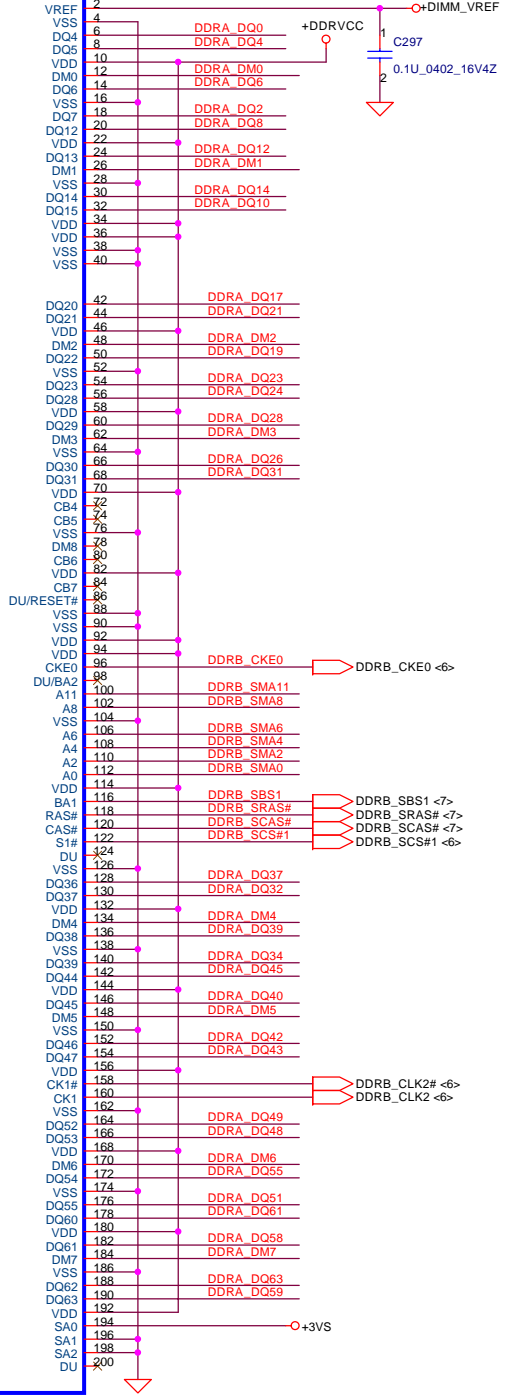 VREF 2 +DIMM_VREF
VSS 4
DQ4 6 DDRA_DQ0 +DDRVCC 1
DQ5 8 DDRA_DQ4 C297
VDD 10
DM0 12 DDRA_DM0 0.1U_0402_16V4Z
DQ6 14 DDRA_DQ6 2
VSS 16
DQ7 18 DDRA_DQ2
DQ12 20 DDRA_DQ8
VDD 22
DQ13 24 DDRA_DQ12
DM1 26 DDRA_DM1
VSS 28
DQ14 30 DDRA_DQ14
DQ15 32 DDRA_DQ10
VDD 34
VDD 36
VSS 38
VSS 40
DQ20 42 DDRA_DQ17
DQ21 44 DDRA_DQ21
VDD 46
DM2 48 DDRA_DM2
DQ22 50 DDRA_DQ19
VSS 52
DQ23 54 DDRA_DQ23
DQ28 56 DDRA_DQ24
VDD 58
DQ29 60 DDRA_DQ28
DM3 62 DDRA_DM3
VSS 64
DQ30 66 DDRA_DQ26
DQ31 68 DDRA_DQ31
VDD 70
CB4 72
CB5 74
VSS 76
DM8 78
CB6 80
VDD 82
CB7 84
DU/RESET# 86
VSS 88
VSS 90
VDD 92
VDD 94
CKE0 96 DDRB_CKE0 DDRB_CKE0 <6>
DU/BA2 98
A11 100 DDRB_SMA11
A8 102 DDRB_SMA8
VSS 104
A6 106 DDRB_SMA6
A4 108 DDRB_SMA4
A2 110 DDRB_SMA2
A0 112 DDRB_SMA0
VDD 114
BA1 116 DDRB_SBS1 DDRB_SBS1 <7>
RAS# 118 DDRB_SRAS# DDRB_SRAS# <7>
CAS# 120 DDRB_SCAS# DDRB_SCAS# <7>
S1# 122 DDRB_SCS#1 DDRB_SCS#1 <6>
DU 124
VSS 126
DQ36 128 DDRA_DQ37
DQ37 130 DDRA_DQ32
VDD 132
DM4 134 DDRA_DM4
DQ38 136 DDRA_DQ39
VSS 138
DQ39 140 DDRA_DQ34
DQ44 142 DDRA_DQ45
VDD 144
DQ45 146 DDRA_DQ40
DM5 148 DDRA_DM5
VSS 150
DQ46 152 DDRA_DQ42
DQ47 154 DDRA_DQ43
VDD 156
CK1# 158 DDRB_CLK2# <6>
CK1 160 DDRB_CLK2 <6>
VSS 162
DQ52 164 DDRA_DQ49
DQ53 166 DDRA_DQ48
VDD 168
DM6 170 DDRA_DM6
DQ54 172 DDRA_DQ55
VSS 174
DQ55 176 DDRA_DQ51
DQ60 178 DDRA_DQ61
VDD 180
DQ61 182 DDRA_DQ58
DM7 184 DDRA_DM7
VSS 186
DQ62 188 DDRA_DQ63
DQ63 190 DDRA_DQ59
VDD 192
SA0 194 +3VS
SA1 196
SA2 198
DU 200